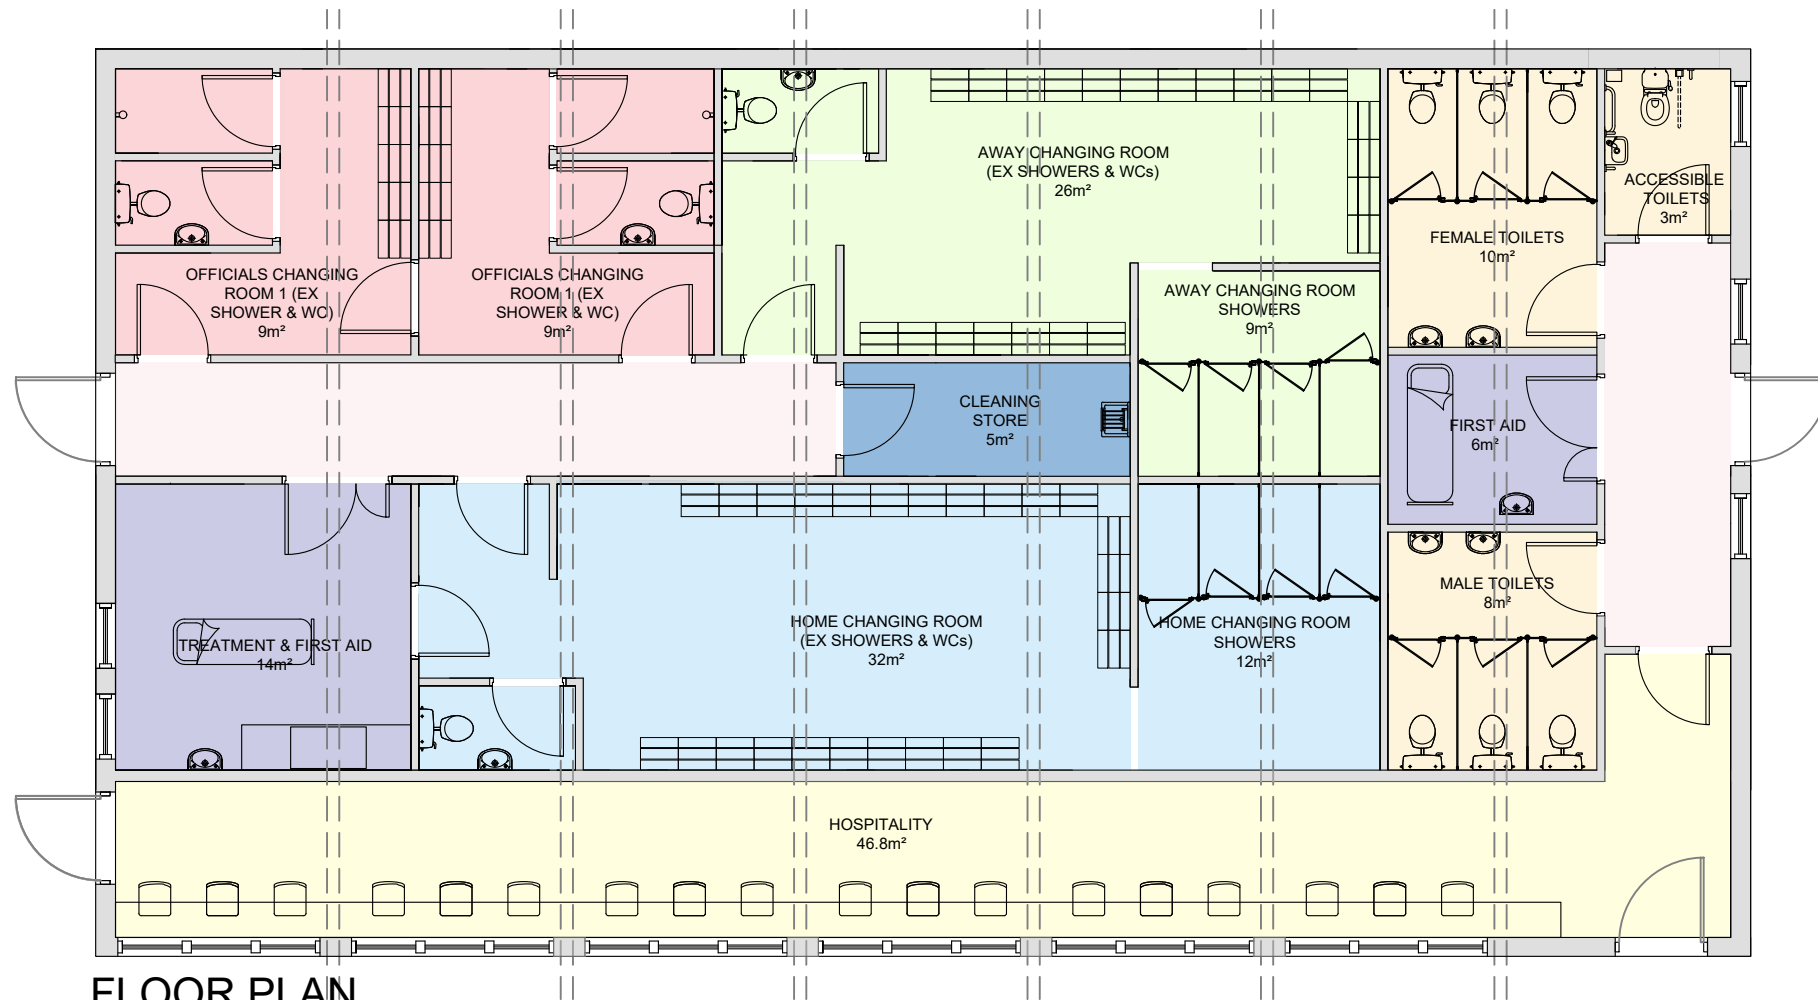 AWAY CHANGING ROOM
(EX SHOWERS & WCs)
26m²
ACCESSIBLE
TOILETS
3m²
FEMALE TOILETS
10m²
OFFICIALS CHANGING
ROOM 1 (EX
SHOWER & WC)
9m²
OFFICIALS CHANGING
ROOM 1 (EX
SHOWER & WC)
9m²
AWAY CHANGING ROOM
SHOWERS
9m²
CLEANING
STORE
5m²
FIRST AID
6m²
MALE TOILETS
8m²
TREATMENT & FIRST AID
14m²
HOME CHANGING ROOM
(EX SHOWERS & WCs)
32m²
HOME CHANGING ROOM
SHOWERS
12m²
HOSPITALITY
46.8m²
FLOOR PLAN